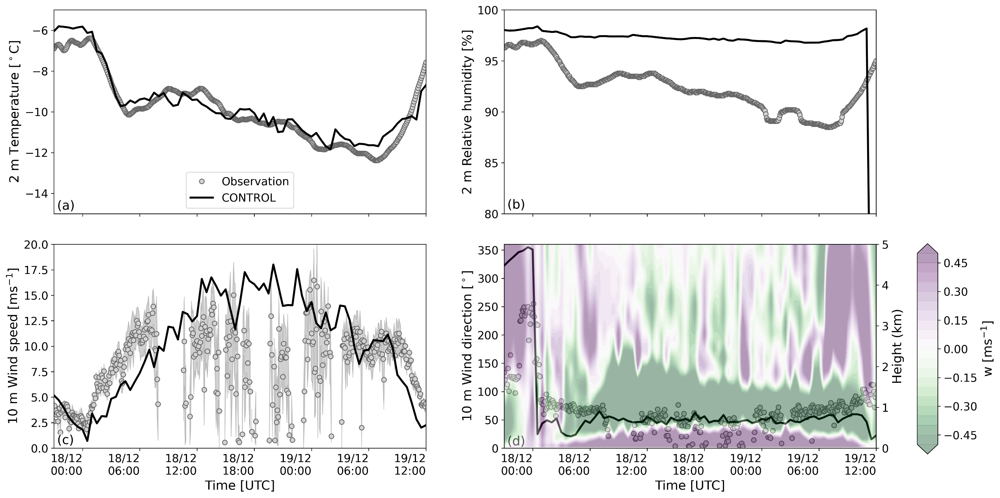 2 m Temperature [°C]
−6
−8
−10
−12
−14
Observation
CONTROL
(a)
2 m Relative humidity [%]
100
95
90
85
80
(b)
10 m Wind speed [ms⁻¹]
20.0
17.5
15.0
12.5
10.0
7.5
5.0
2.5
0.0
(c)
18/12 18/12 18/12 18/12 19/12 19/12 19/12
00:00 06:00 12:00 18:00 00:00 06:00 12:00
Time [UTC]
10 m Wind direction [°]
350
300
250
200
150
100
50
0
(d)
5
4
3
2
1
0
Height (km)
18/12 18/12 18/12 18/12 19/12 19/12 19/12
00:00 06:00 12:00 18:00 00:00 06:00 12:00
Time [UTC]
0.45
0.30
0.15
0.00
−0.15
−0.30
−0.45
w [ms⁻¹]